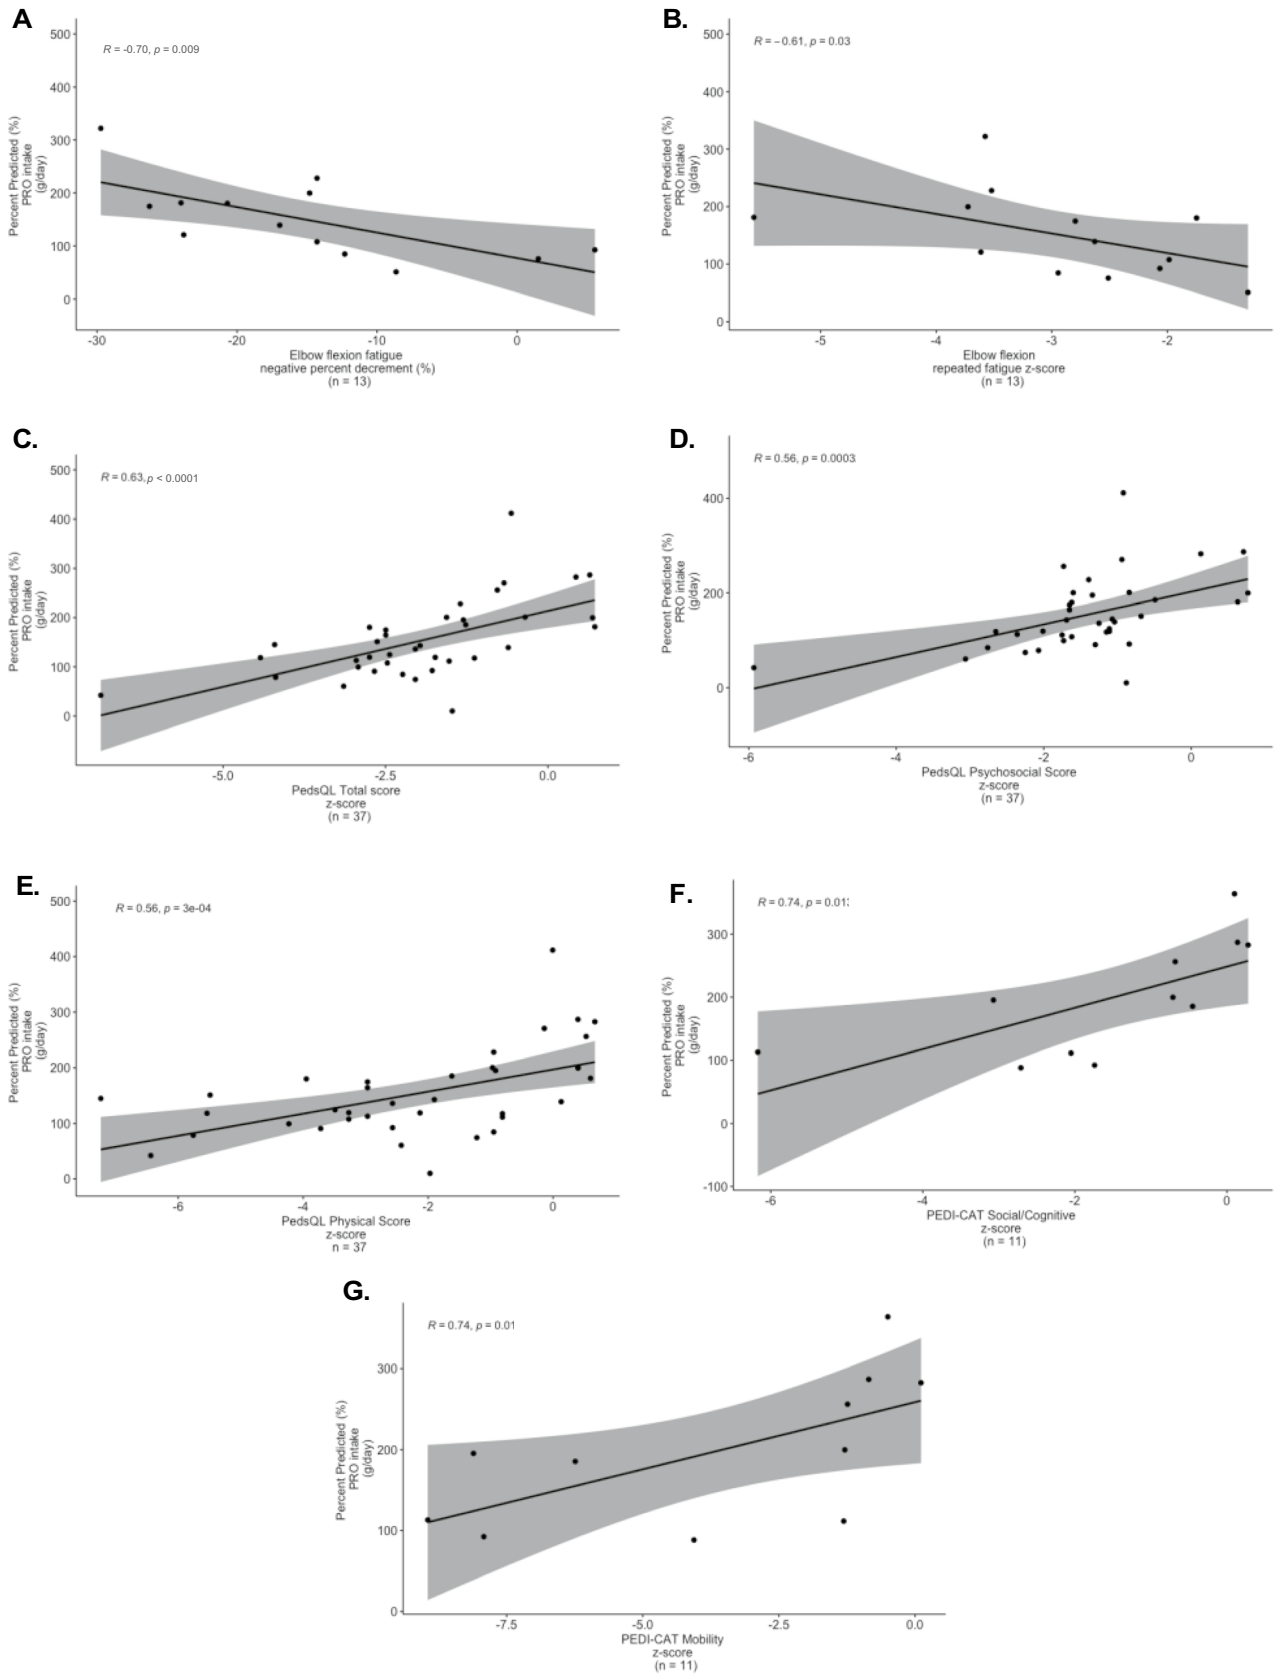 A
R = -0.70, p = 0.009
500
400
300
200
100
0
Percent Predicted (%)
PRO intake
(g/day)
-30 -20 -10 0
Elbow flexion fatigue
negative percent decrement (%)
(n = 13)
B.
R = −0.61, p = 0.03
500
400
300
200
100
0
Percent Predicted (%)
PRO intake
(g/day)
-5 -4 -3 -2
Elbow flexion
repeated fatigue z-score
(n = 13)
C.
R = 0.63, p < 0.0001
500
400
300
200
100
0
Percent Predicted (%)
PRO intake
(g/day)
-5.0 -2.5 0.0
PedsQL Total score
z-score
(n = 37)
D.
R = 0.56, p = 0.0003
400
200
0
Percent Predicted (%)
PRO intake
(g/day)
-6 -4 -2 0
PedsQL Psychosocial Score
z-score
(n = 37)
E.
R = 0.56, p = 3e-04
500
400
300
200
100
0
Percent Predicted (%)
PRO intake
(g/day)
-6 -4 -2 0
PedsQL Physical Score
z-score
n = 37
F.
R = 0.74, p = 0.01
300
200
100
0
-100
Percent Predicted (%)
PRO intake
(g/day)
-6 -4 -2 0
PEDI-CAT Social/Cognitive
z-score
(n = 11)
G.
R = 0.74, p = 0.01
300
200
100
0
Percent Predicted (%)
PRO intake
(g/day)
-7.5 -5.0 -2.5 0.0
PEDI-CAT Mobility
z-score
(n = 11)